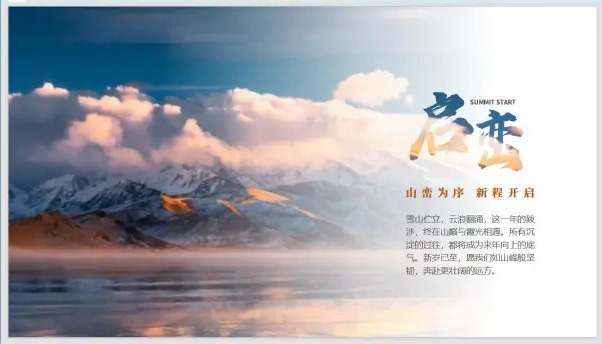 启峦
SUMMIT START
山峦为序 新程开启
雪山伫立，云浪翻涌，这一年的跋
涉，终在山巅与霞光相遇。所有沉
淀的过往，都将成为来年向上的底
气。新岁已至，愿我们如山峰般坚
韧，奔赴更壮阔的远方。